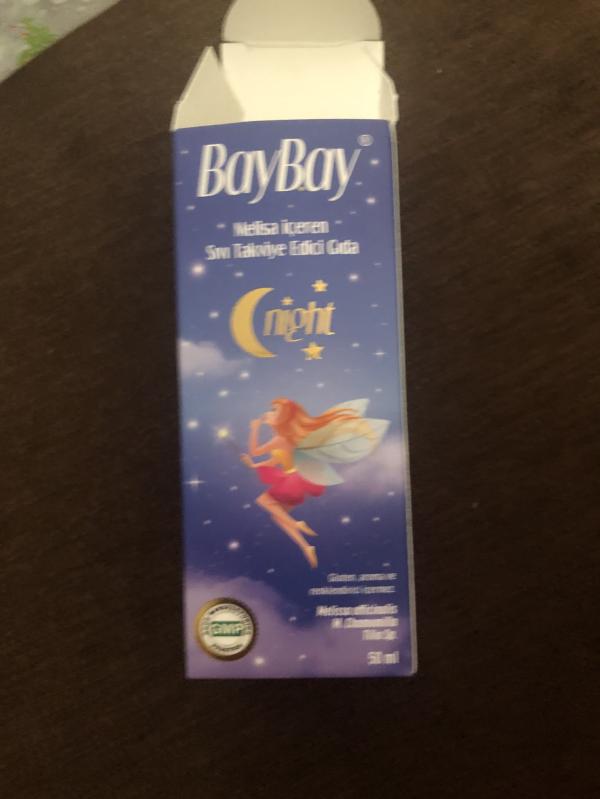 BayBay®
Melisa İçeren
Sıvı Takviye Edici Gıda
night
Gluten, aroma ve
renklendirici içermez.
Melissa officinalis
M. Chamomilla
Tilia Sp.
GMP
50 ml